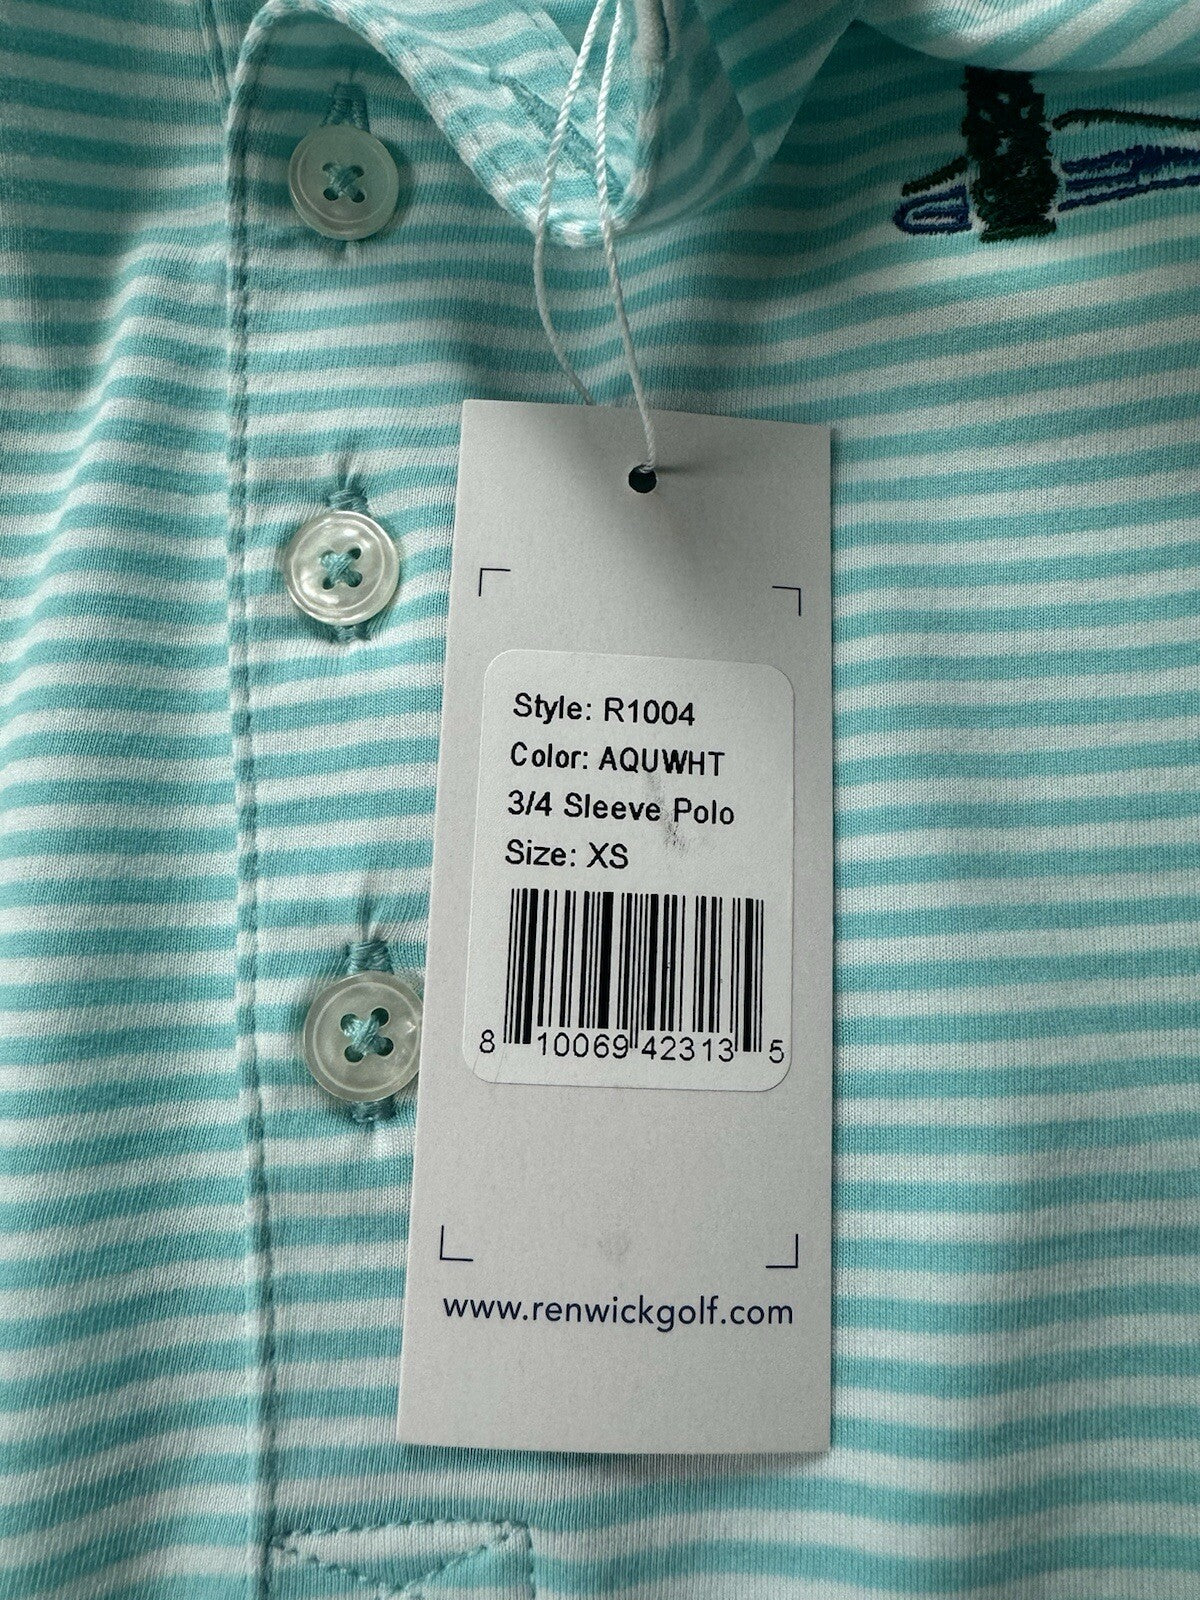 Style: R1004
Color: AQUWHT
3/4 Sleeve Polo
Size: XS
8 10069 42313 5
www.renwickgolf.com